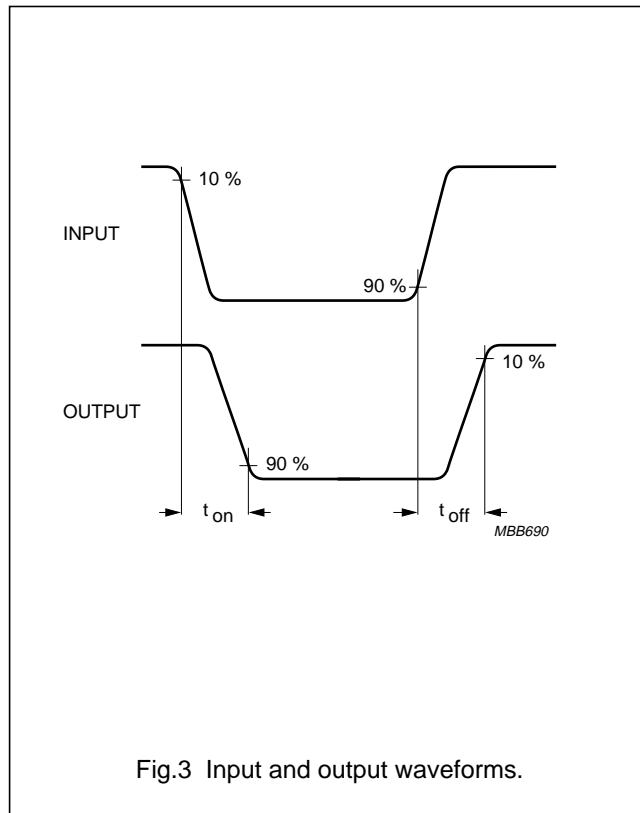 10 %
INPUT
90 %
10 %
OUTPUT
90 %
t on
t off
MBB690
Fig.3 Input and output waveforms.